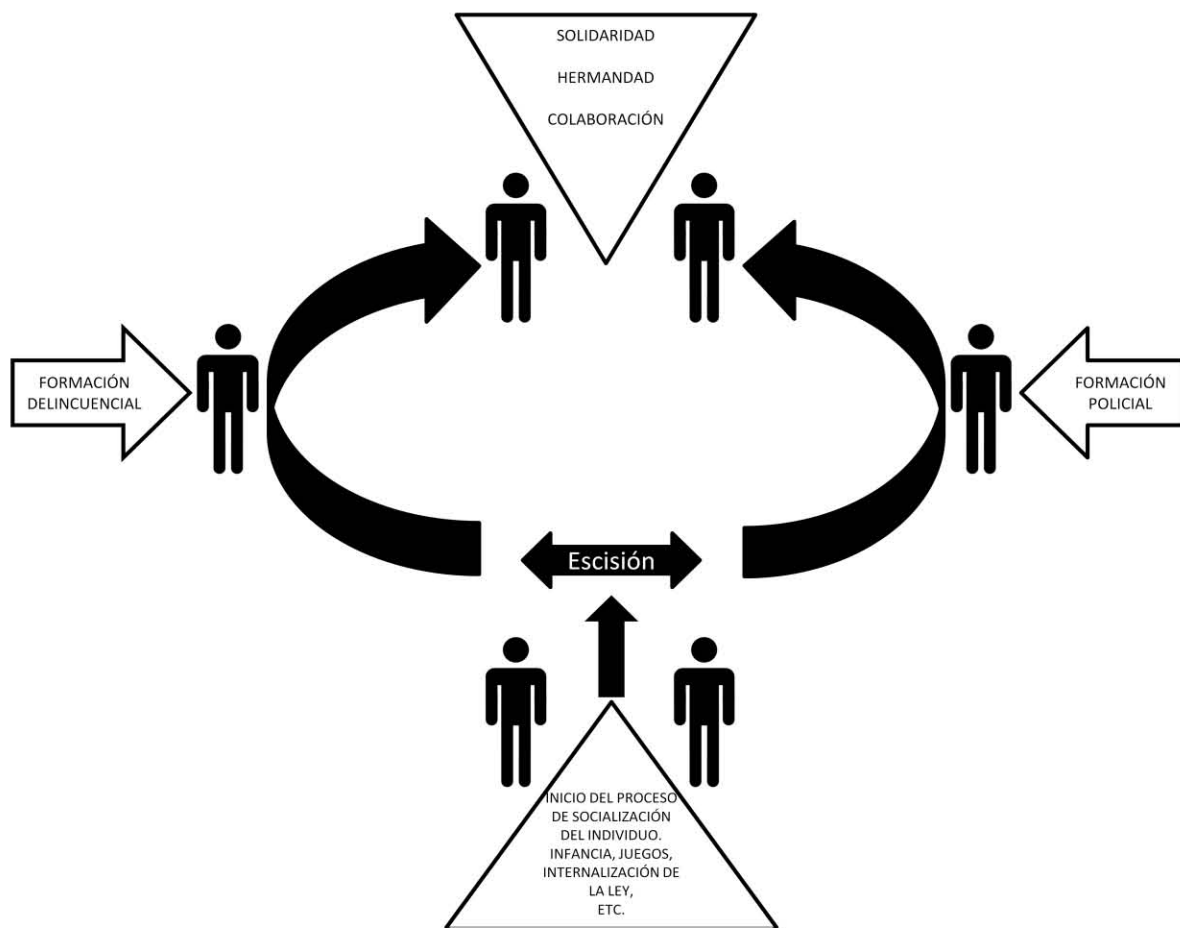 SOLIDARIDAD
HERMANDAD
COLABORACIÓN
FORMACIÓN
DELINCUENCIAL
FORMACIÓN
POLICIAL
Escisión
INICIO DEL PROCESO
DE SOCIALIZACIÓN
DEL INDIVIDUO.
INFANCIA, JUEGOS,
INTERNALIZACIÓN DE
LA LEY,
ETC.